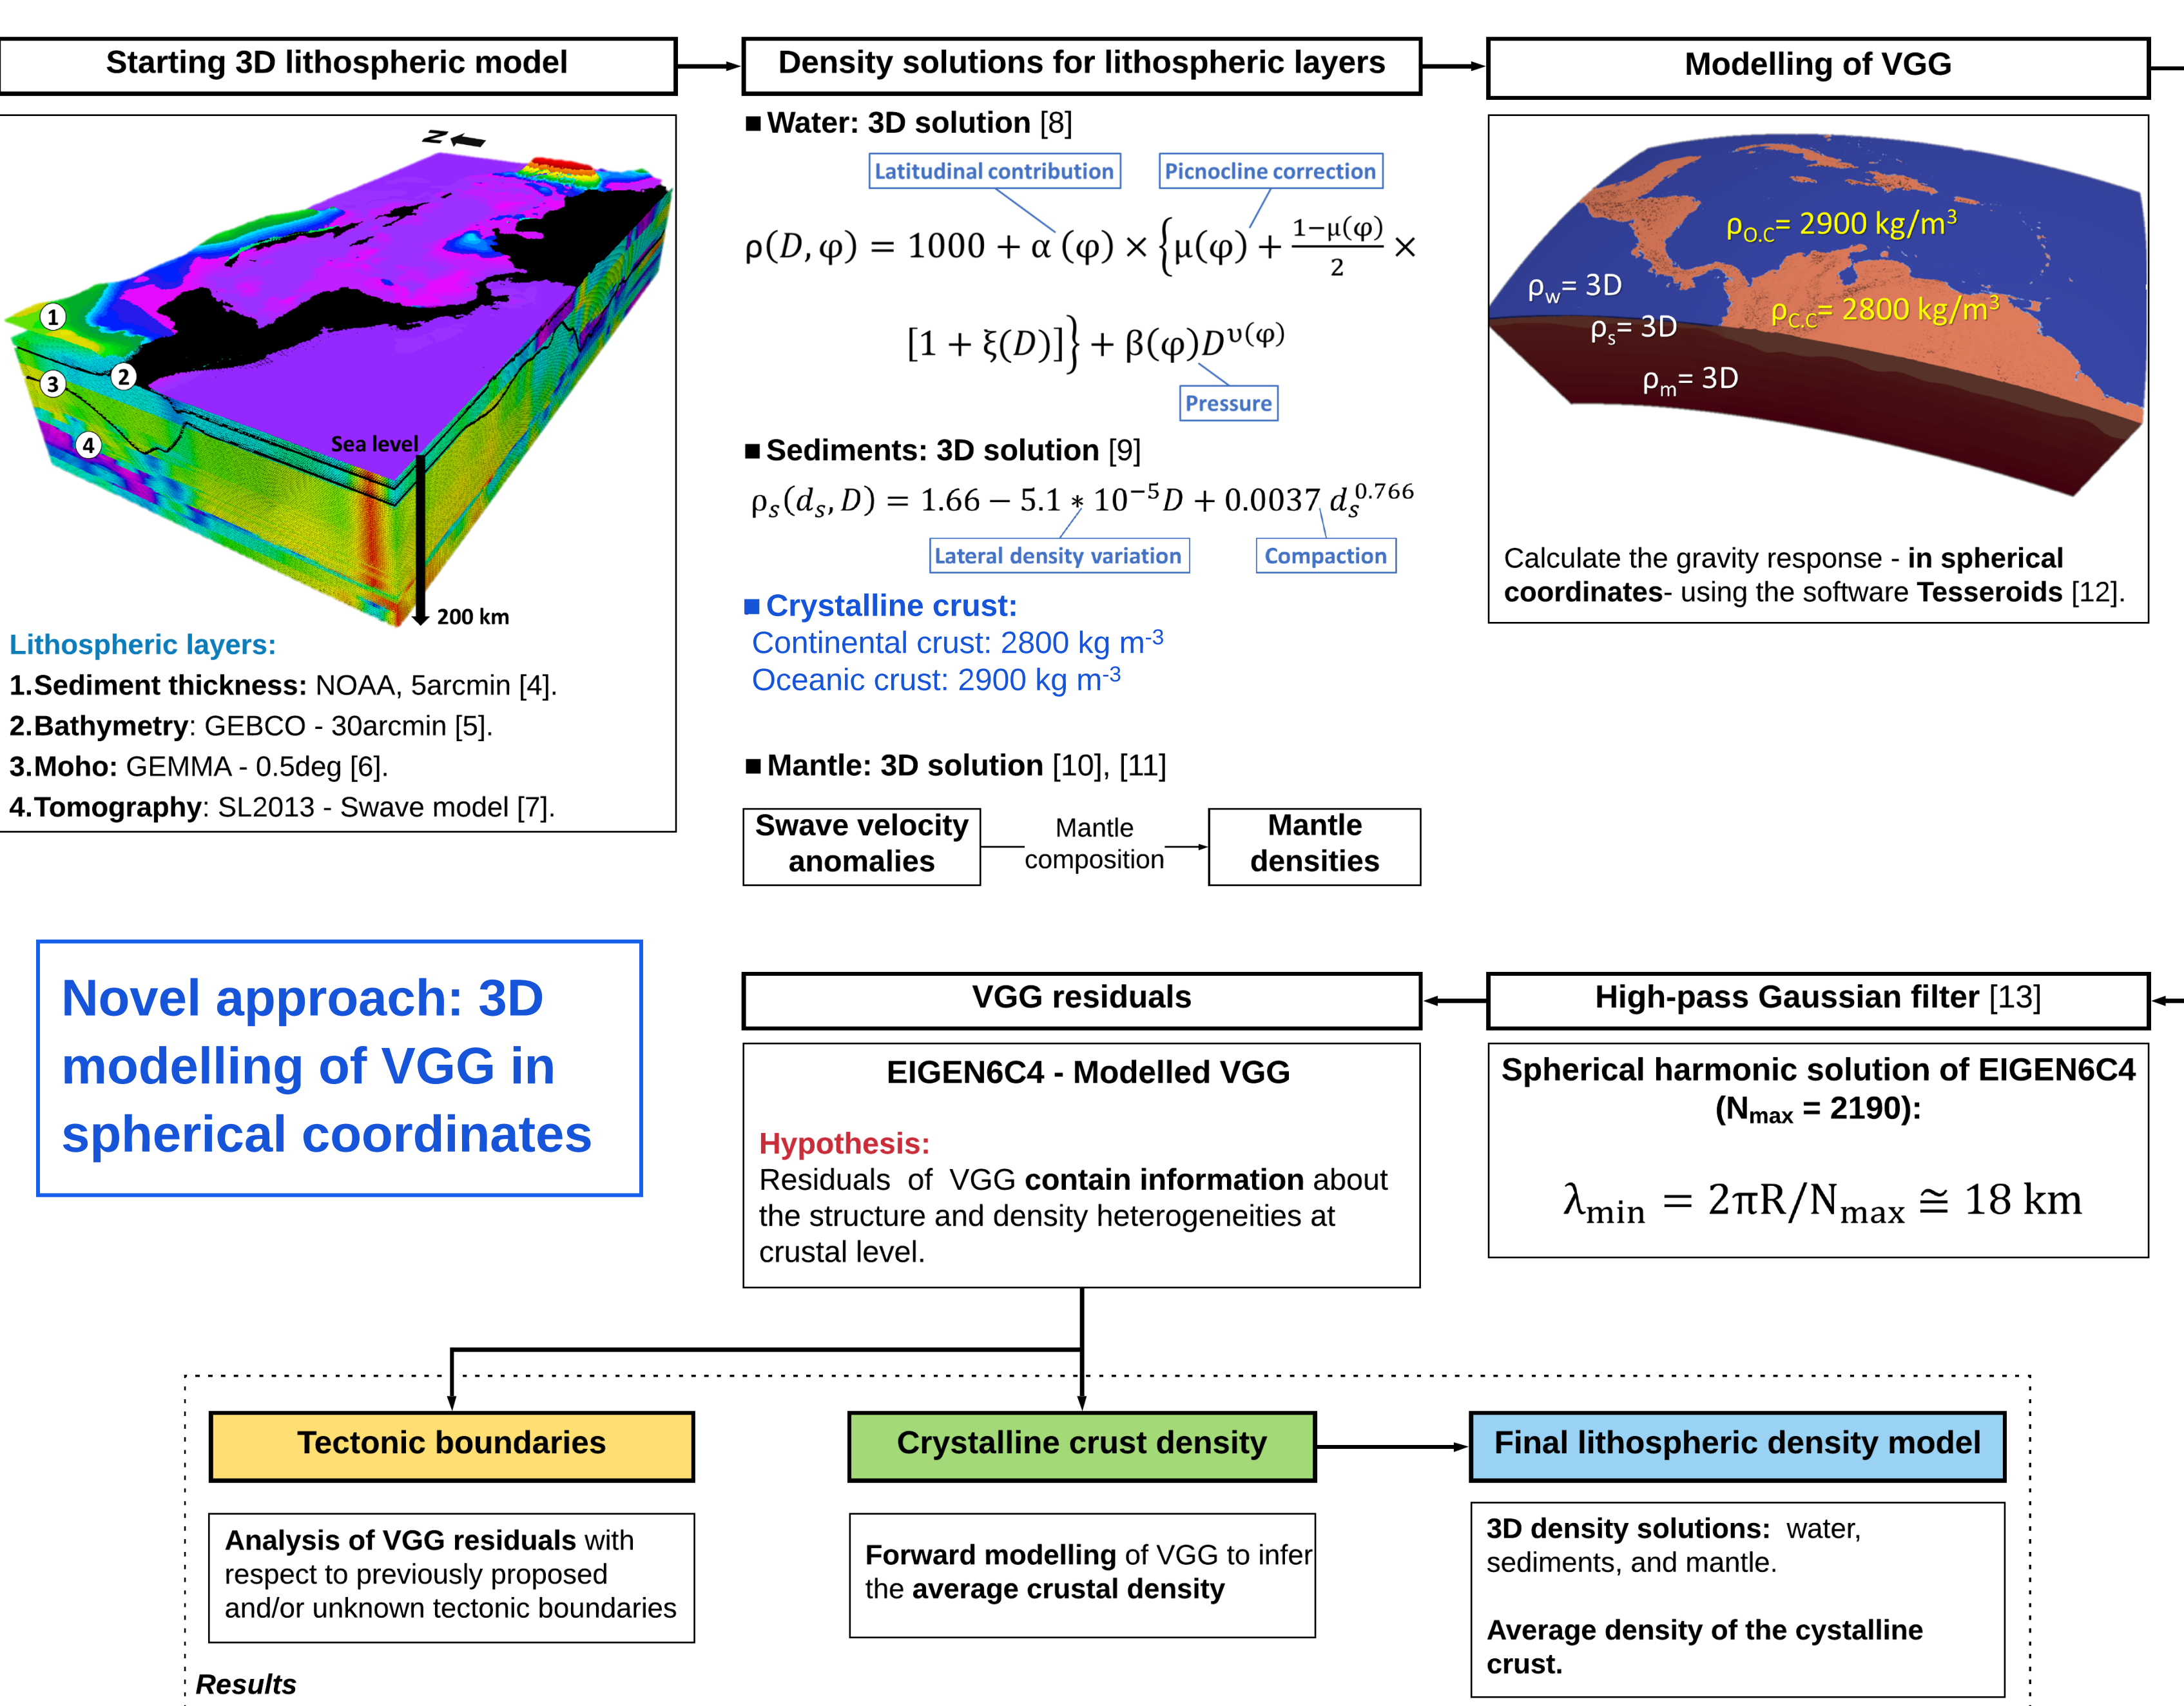 Starting 3D lithospheric model
Z
1
2
3
4
Sea level
200 km
Lithospheric layers:
1.Sediment thickness: NOAA, 5arcmin [4].
2.Bathymetry: GEBCO - 30arcmin [5].
3.Moho: GEMMA - 0.5deg [6].
4.Tomography: SL2013 - Swave model [7].
Density solutions for lithospheric layers
■ Water: 3D solution [8]
Latitudinal contribution
Picnocline correction
ρ(D, φ) = 1000 + α (φ) × {μ(φ) + 1−μ(φ)/2 ×
[1 + ξ(D)]} + β(φ)D^υ(φ)
Pressure
■ Sediments: 3D solution [9]
ρs(ds, D) = 1.66 − 5.1 * 10^−5 D + 0.0037 ds^0.766
Lateral density variation
Compaction
■ Crystalline crust:
Continental crust: 2800 kg m-3
Oceanic crust: 2900 kg m-3
■ Mantle: 3D solution [10], [11]
Swave velocity
anomalies
Mantle
composition
Mantle
densities
Modelling of VGG
ρO.C= 2900 kg/m³
ρw= 3D
ρC.C= 2800 kg/m³
ρs= 3D
ρm= 3D
Calculate the gravity response - in spherical
coordinates- using the software Tesseroids [12].
Novel approach: 3D
modelling of VGG in
spherical coordinates
VGG residuals
EIGEN6C4 - Modelled VGG
Hypothesis:
Residuals of VGG contain information about
the structure and density heterogeneities at
crustal level.
High-pass Gaussian filter [13]
Spherical harmonic solution of EIGEN6C4
(Nmax = 2190):
λmin = 2πR/Nmax ≅ 18 km
Tectonic boundaries
Analysis of VGG residuals with
respect to previously proposed
and/or unknown tectonic boundaries
Crystalline crust density
Forward modelling of VGG to infer
the average crustal density
Final lithospheric density model
3D density solutions: water,
sediments, and mantle.
Average density of the cystalline
crust.
Results